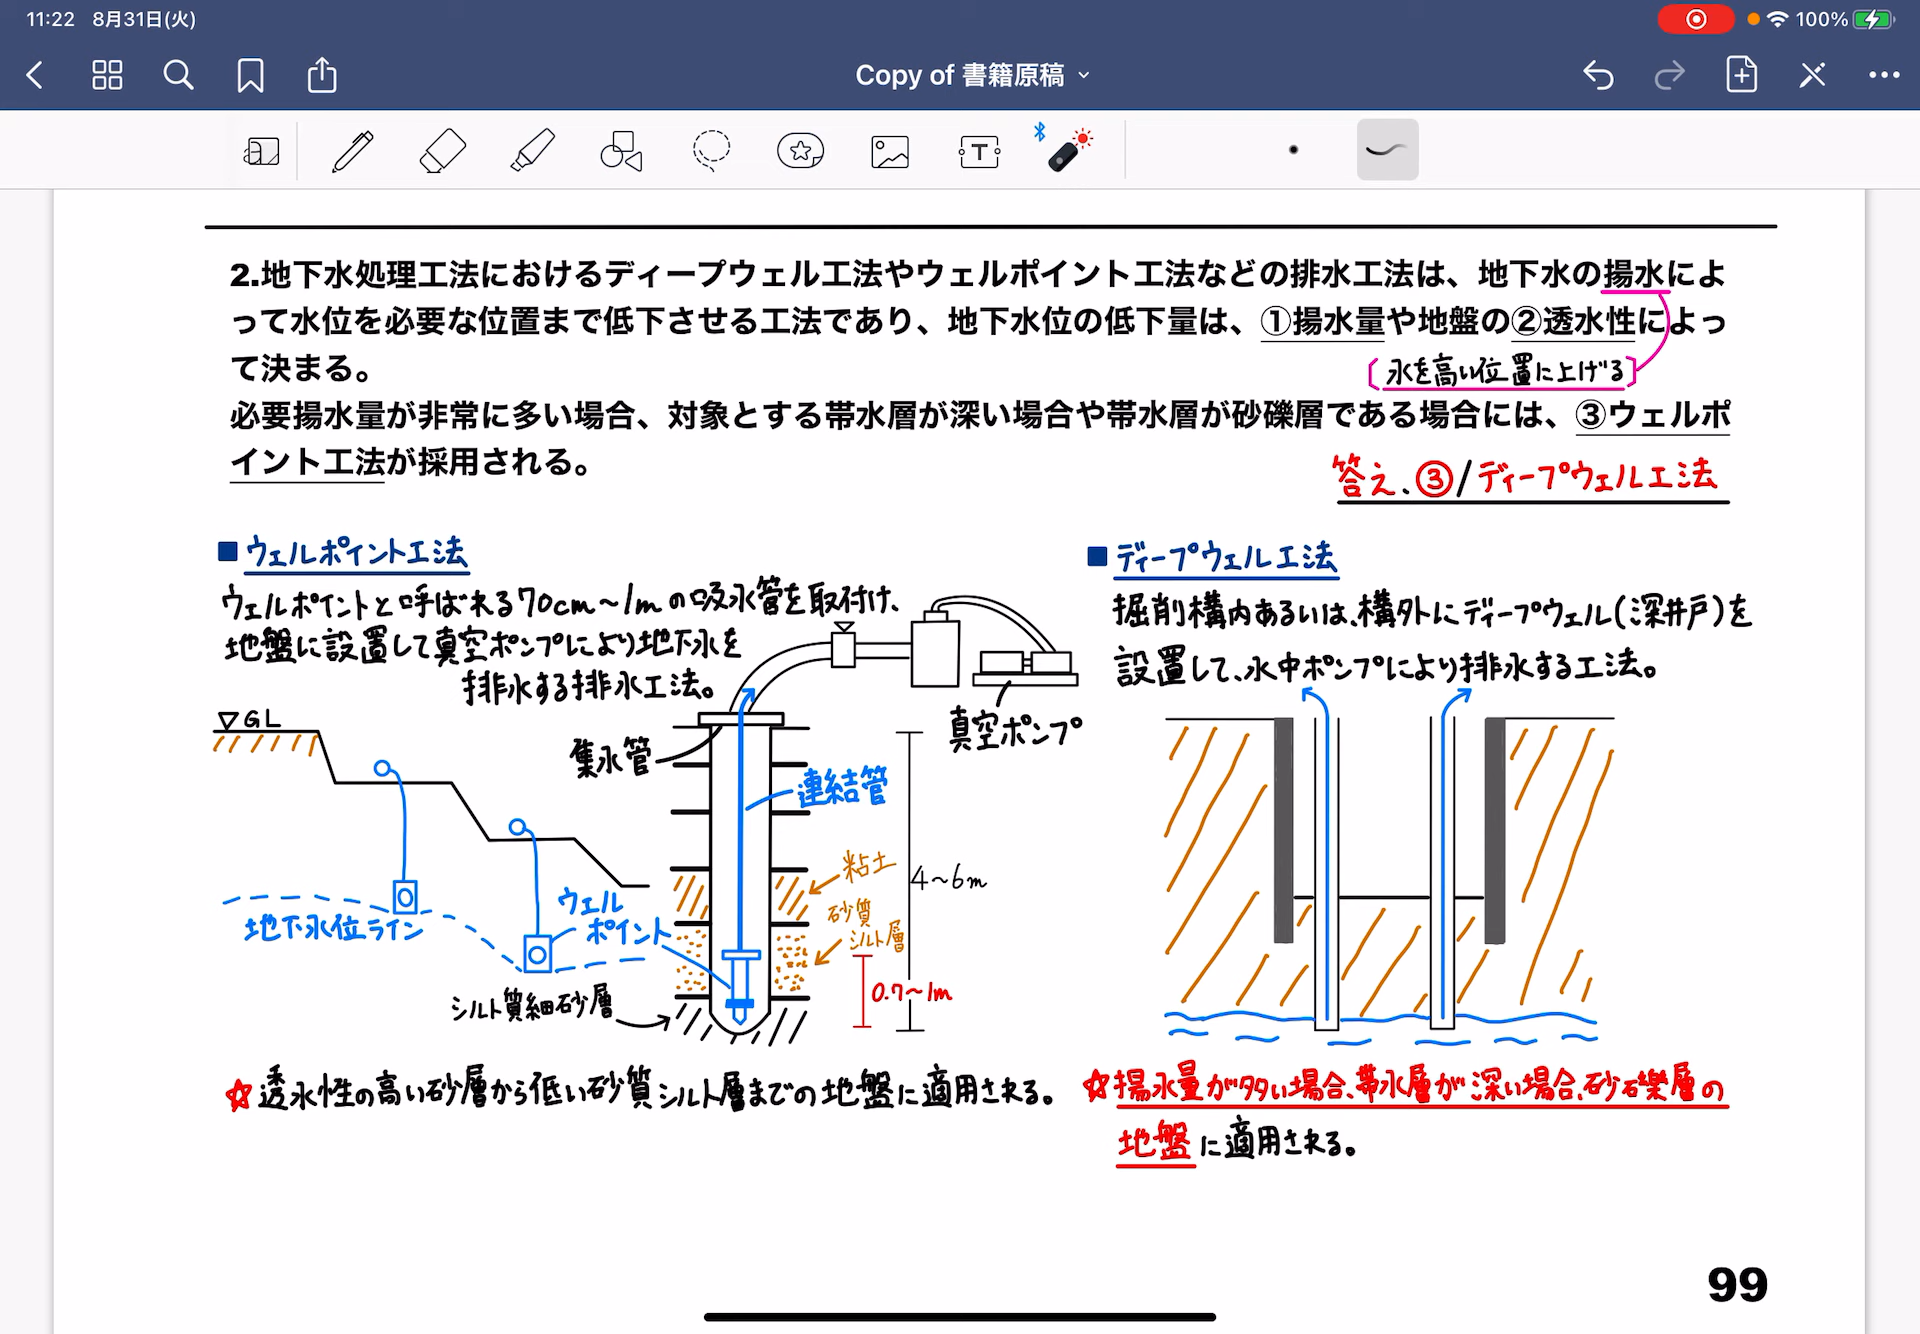 11:22 8月31日(火)
100%
Copy of 書籍原稿
2.地下水処理工法におけるディープウェル工法やウェルポイント工法などの排水工法は、地下水の揚水によ
って水位を必要な位置まで低下させる工法であり、地下水位の低下量は、①揚水量や地盤の②透水性によっ
て決まる。
〔水を高い位置に上げる〕
必要揚水量が非常に多い場合、対象とする帯水層が深い場合や帯水層が砂礫層である場合には、③ウェルポ
イント工法が採用される。
答え、③/ディープウェル工法
■ウェルポイント工法
ウェルポイントと呼ばれる70cm~1mの吸水管を取付け、
地盤に設置して真空ポンプにより地下水を
排水する排水工法。
▽GL
集水管
真空ポンプ
連結管
粘土
4~6m
砂質
シルト層
ウェル
ポイント
地下水位ライン
0.7~1m
シルト質細砂層
☆透水性の高い砂層から低い砂質シルト層までの地盤に適用される。
■ディープウェル工法
掘削構内あるいは、構外にディープウェル(深井戸)を
設置して、水中ポンプにより排水する工法。
☆揚水量が多い場合、帯水層が深い場合、砂礫層の
地盤に適用される。
99